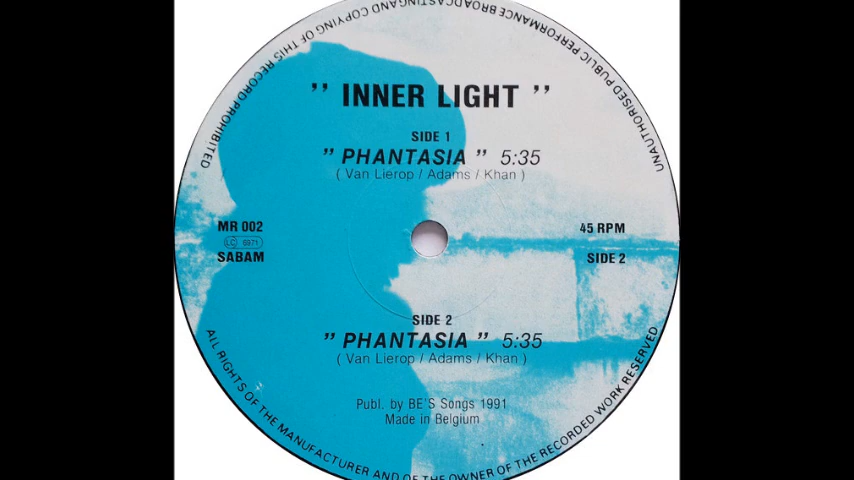 UNAUTHORISED PUBLIC PERFORMANCE BROADCASTING AND COPYING OF THIS RECORD PROHIBITED
" INNER LIGHT "
SIDE 1
" PHANTASIA " 5:35
( Van Lierop / Adams / Khan )
MR 002
LC 6971
SABAM
45 RPM
SIDE 2
SIDE 2
" PHANTASIA " 5:35
( Van Lierop / Adams / Khan )
Publ. by BE'S Songs 1991
Made in Belgium
ALL RIGHTS OF THE MANUFACTURER AND OF THE OWNER OF THE RECORDED WORK RESERVED